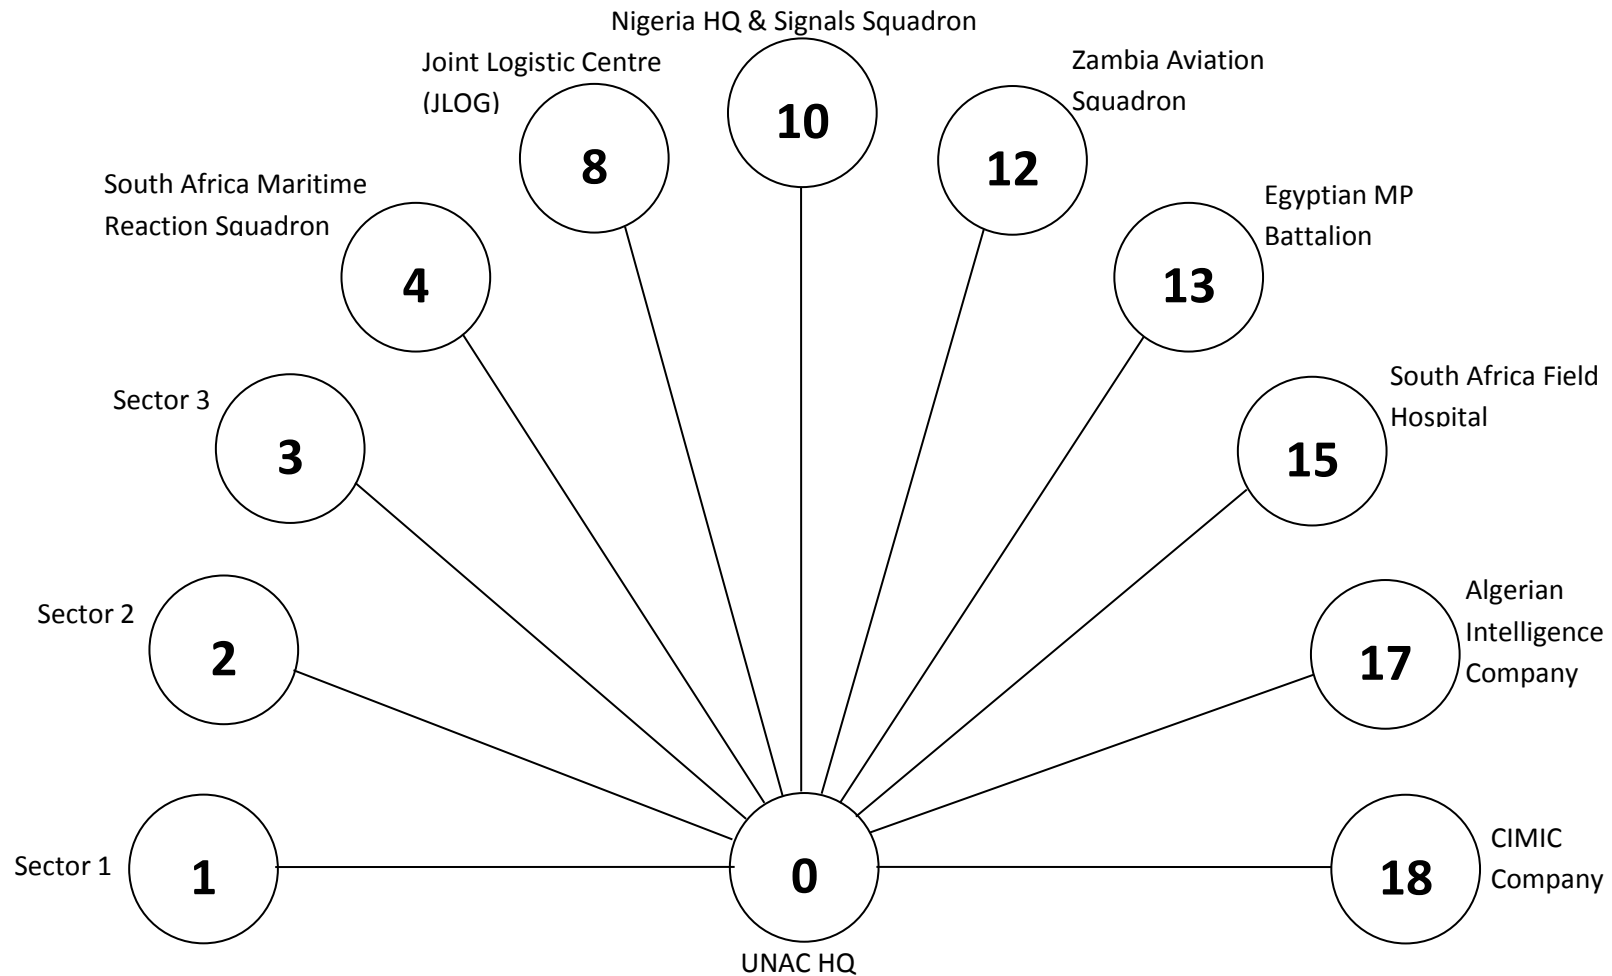 Nigeria HQ & Signals Squadron
Joint Logistic Centre
(JLOG)
8
10
Zambia Aviation
Squadron
12
South Africa Maritime
Reaction Squadron
4
Egyptian MP
Battalion
13
Sector 3
3
South Africa Field
Hospital
15
Sector 2
2
Algerian
Intelligence
Company
17
Sector 1
1
0
UNAC HQ
18
CIMIC
Company